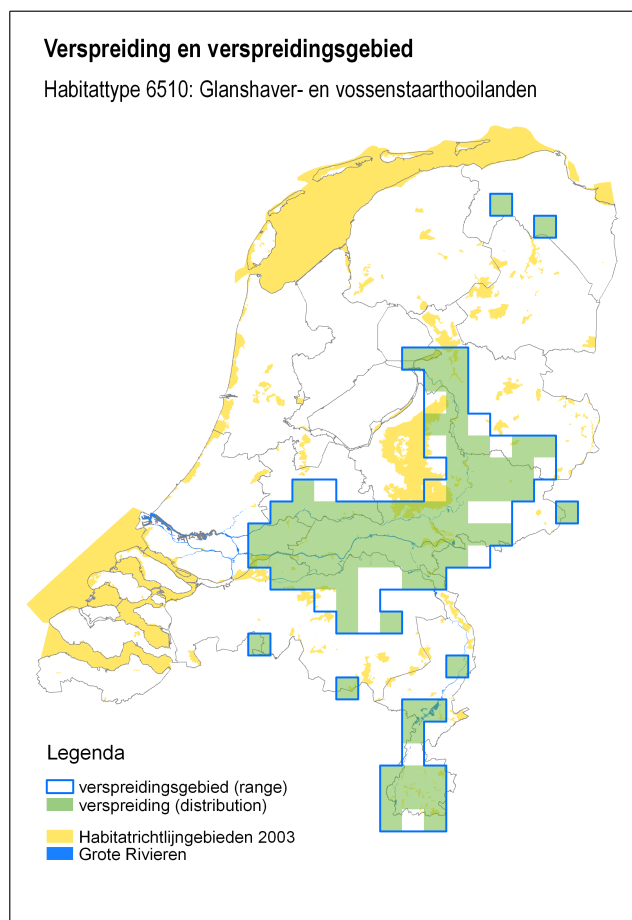 Verspreiding en verspreidingsgebied
Habitattype 6510: Glanshaver- en vossenstaarthooilanden
Legenda
verspreidingsgebied (range)
verspreiding (distribution)
Habitatrichtlijngebieden 2003
Grote Rivieren